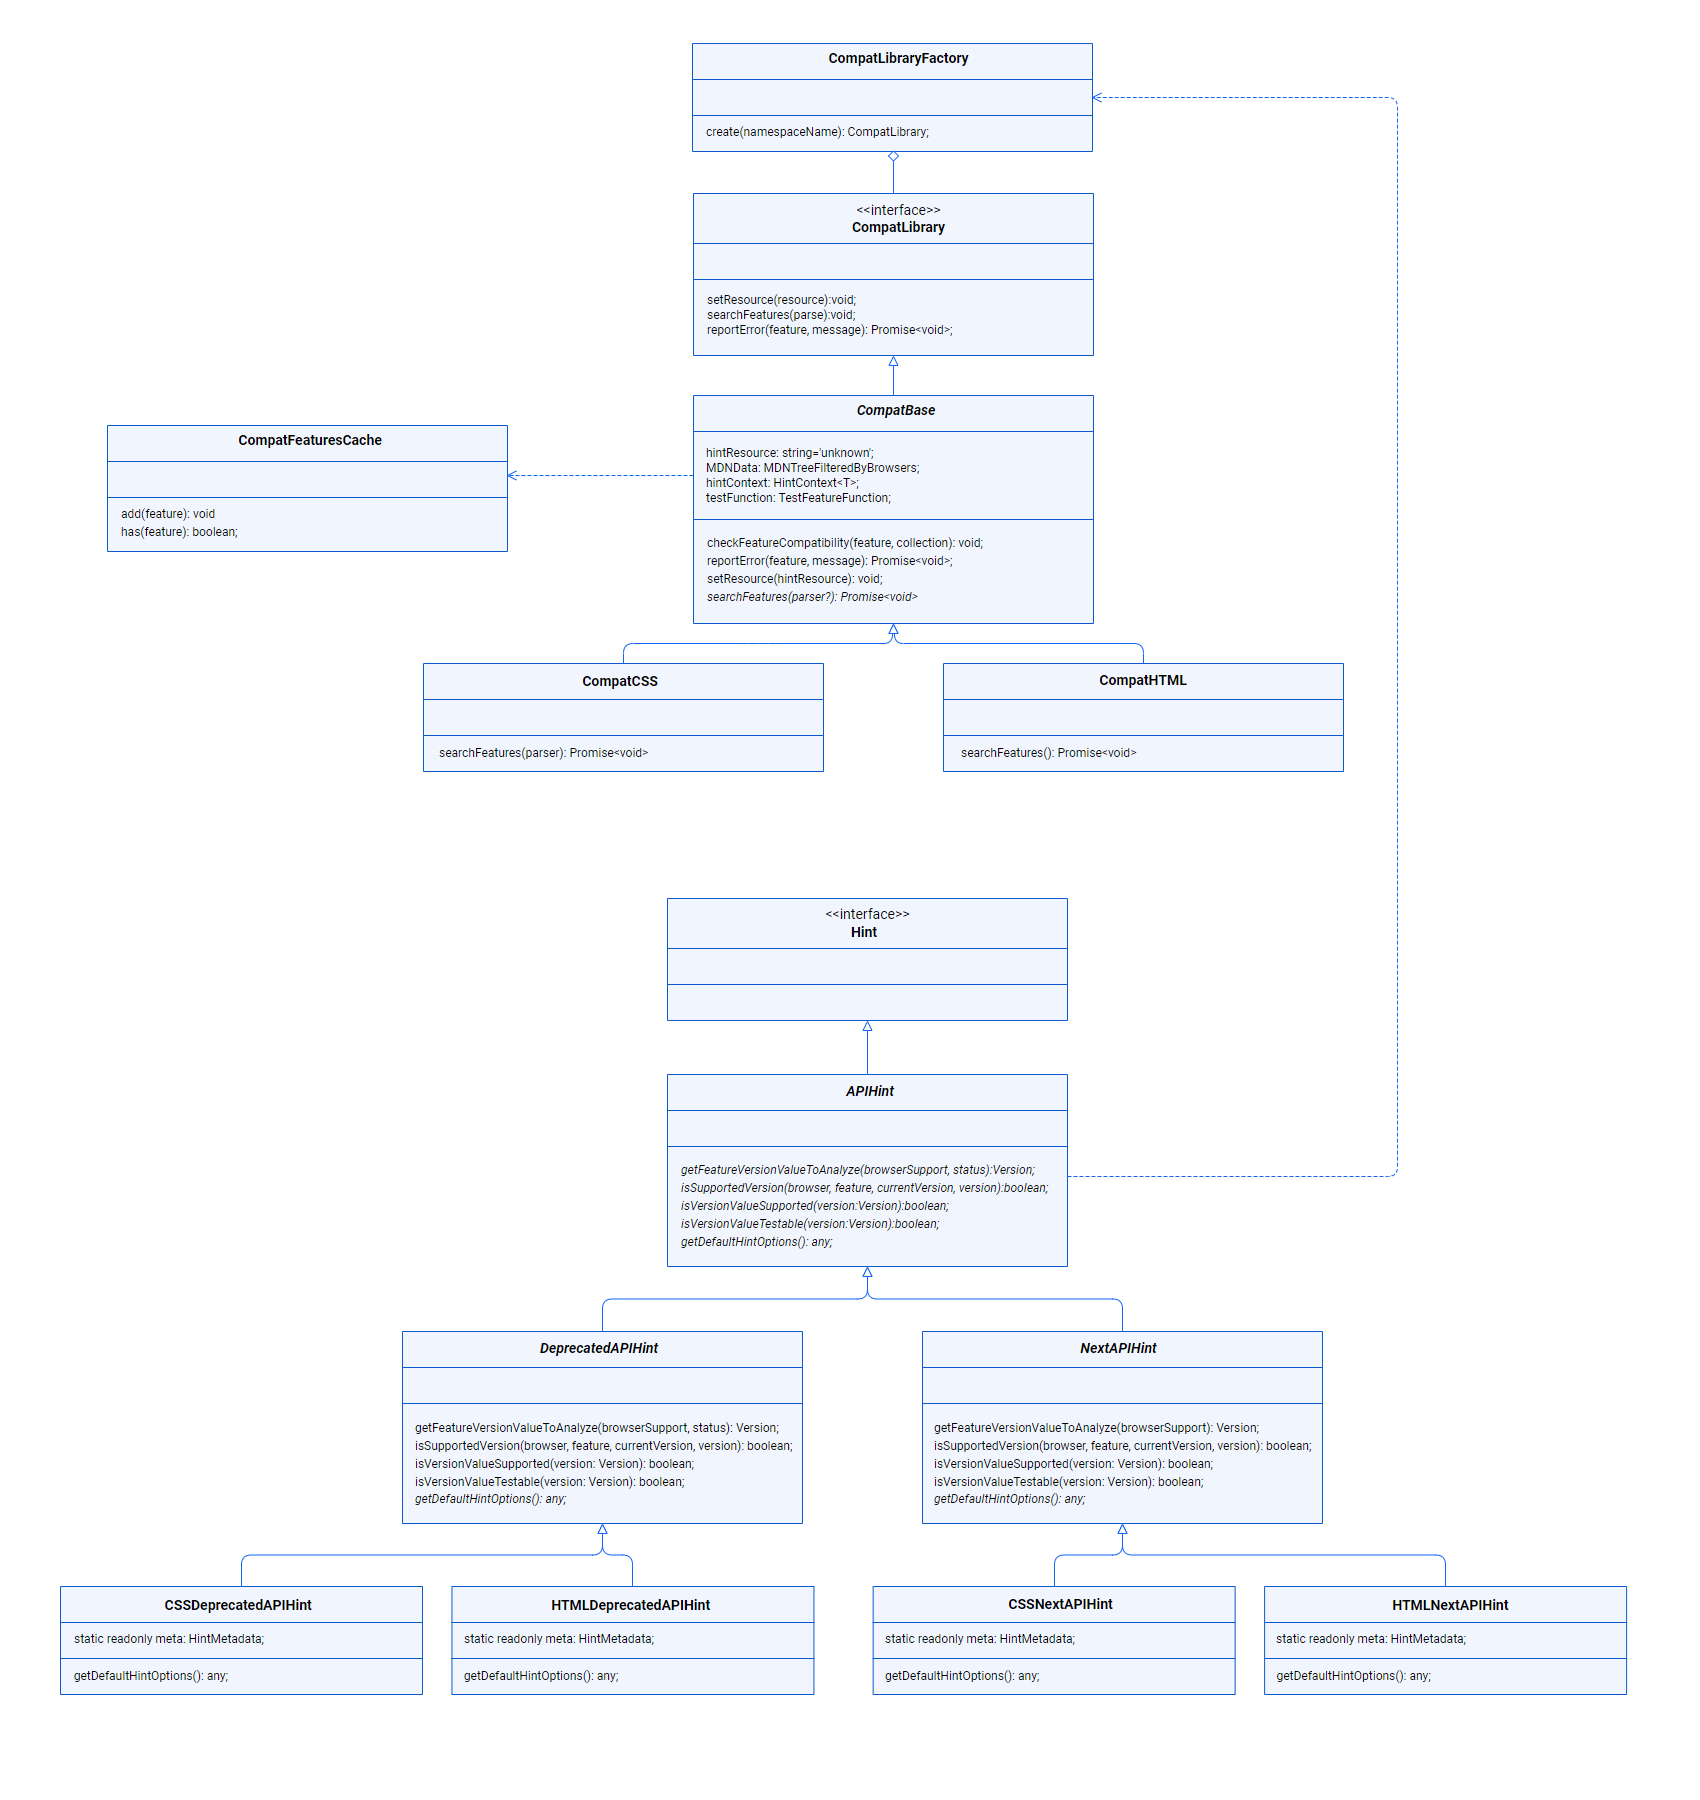 CompatLibraryFactory
create(namespaceName): CompatLibrary;
<<interface>>
CompatLibrary
setResource(resource):void;
searchFeatures(parse):void;
reportError(feature, message): Promise<void>;
CompatBase
hintResource: string='unknown';
MDNData: MDNTreeFilteredByBrowsers;
hintContext: HintContext<T>;
testFunction: TestFeatureFunction;
checkFeatureCompatibility(feature, collection): void;
reportError(feature, message): Promise<void>;
setResource(hintResource): void;
searchFeatures(parser?): Promise<void>
CompatFeaturesCache
add(feature): void
has(feature): boolean;
CompatCSS
searchFeatures(parser): Promise<void>
CompatHTML
searchFeatures(): Promise<void>
<<interface>>
Hint
APIHint
getFeatureVersionValueToAnalyze(browserSupport, status):Version;
isSupportedVersion(browser, feature, currentVersion, version):boolean;
isVersionValueSupported(version:Version):boolean;
isVersionValueTestable(version:Version):boolean;
getDefaultHintOptions(): any;
DeprecatedAPIHint
getFeatureVersionValueToAnalyze(browserSupport, status): Version;
isSupportedVersion(browser, feature, currentVersion, version): boolean;
isVersionValueSupported(version: Version): boolean;
isVersionValueTestable(version: Version): boolean;
getDefaultHintOptions(): any;
NextAPIHint
getFeatureVersionValueToAnalyze(browserSupport): Version;
isSupportedVersion(browser, feature, currentVersion, version): boolean;
isVersionValueSupported(version: Version): boolean;
isVersionValueTestable(version: Version): boolean;
getDefaultHintOptions(): any;
CSSDeprecatedAPIHint
static readonly meta: HintMetadata;
getDefaultHintOptions(): any;
HTMLDeprecatedAPIHint
static readonly meta: HintMetadata;
getDefaultHintOptions(): any;
CSSNextAPIHint
static readonly meta: HintMetadata;
getDefaultHintOptions(): any;
HTMLNextAPIHint
static readonly meta: HintMetadata;
getDefaultHintOptions(): any;